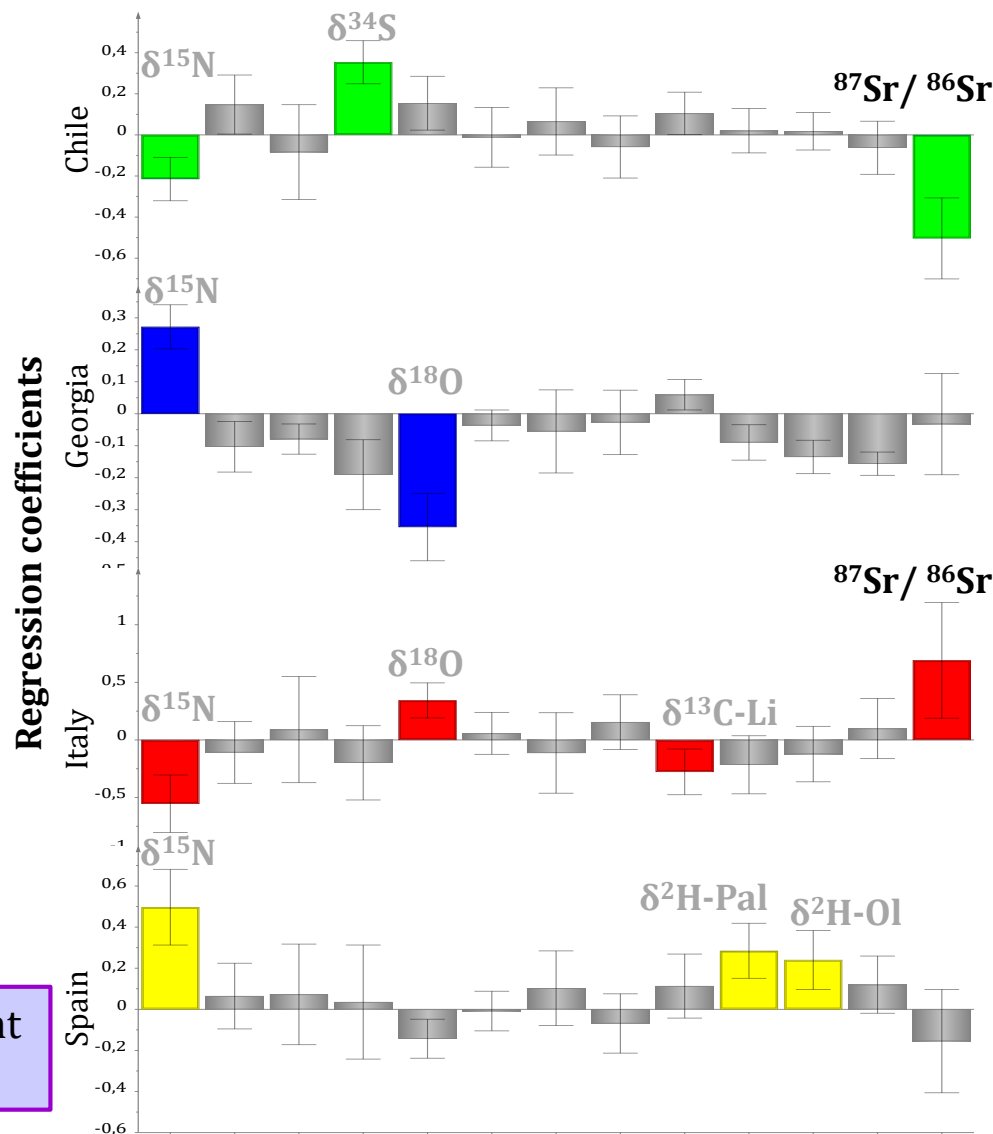 Regression coefficients
Chile
δ¹⁵N
δ³⁴S
⁸⁷Sr/ ⁸⁶Sr
0,4
0,2
0
-0,2
-0,4
-0,6
Georgia
δ¹⁵N
δ¹⁸O
0,3
0,2
0,1
0
-0,1
-0,2
-0,3
-0,4
Italy
δ¹⁵N
δ¹⁸O
δ¹³C-Li
⁸⁷Sr/ ⁸⁶Sr
1
0,5
0
-0,5
-1
Spain
δ¹⁵N
δ²H-Pal
δ²H-Ol
0,6
0,4
0,2
0
-0,2
-0,4
-0,6